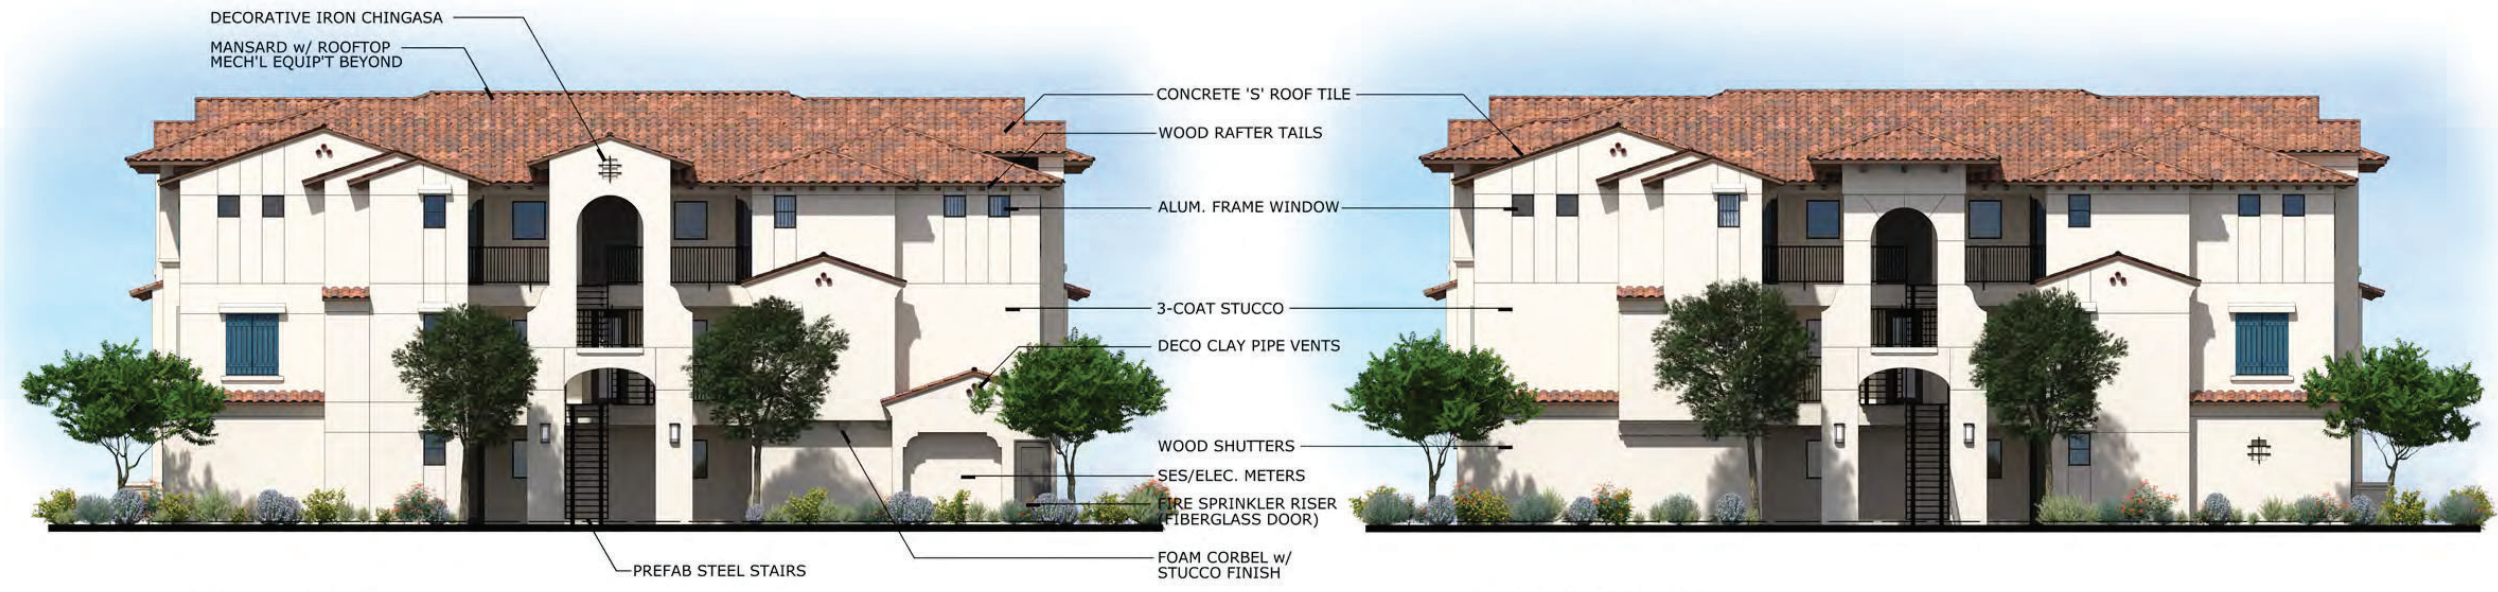 DECORATIVE IRON CHINGASA
MANSARD w/ ROOFTOP
MECH'L EQUIP'T BEYOND
CONCRETE 'S' ROOF TILE
WOOD RAFTER TAILS
ALUM. FRAME WINDOW
3-COAT STUCCO
DECO CLAY PIPE VENTS
WOOD SHUTTERS
SES/ELEC. METERS
FIRE SPRINKLER RISER
(FIBERGLASS DOOR)
FOAM CORBEL w/
STUCCO FINISH
PREFAB STEEL STAIRS